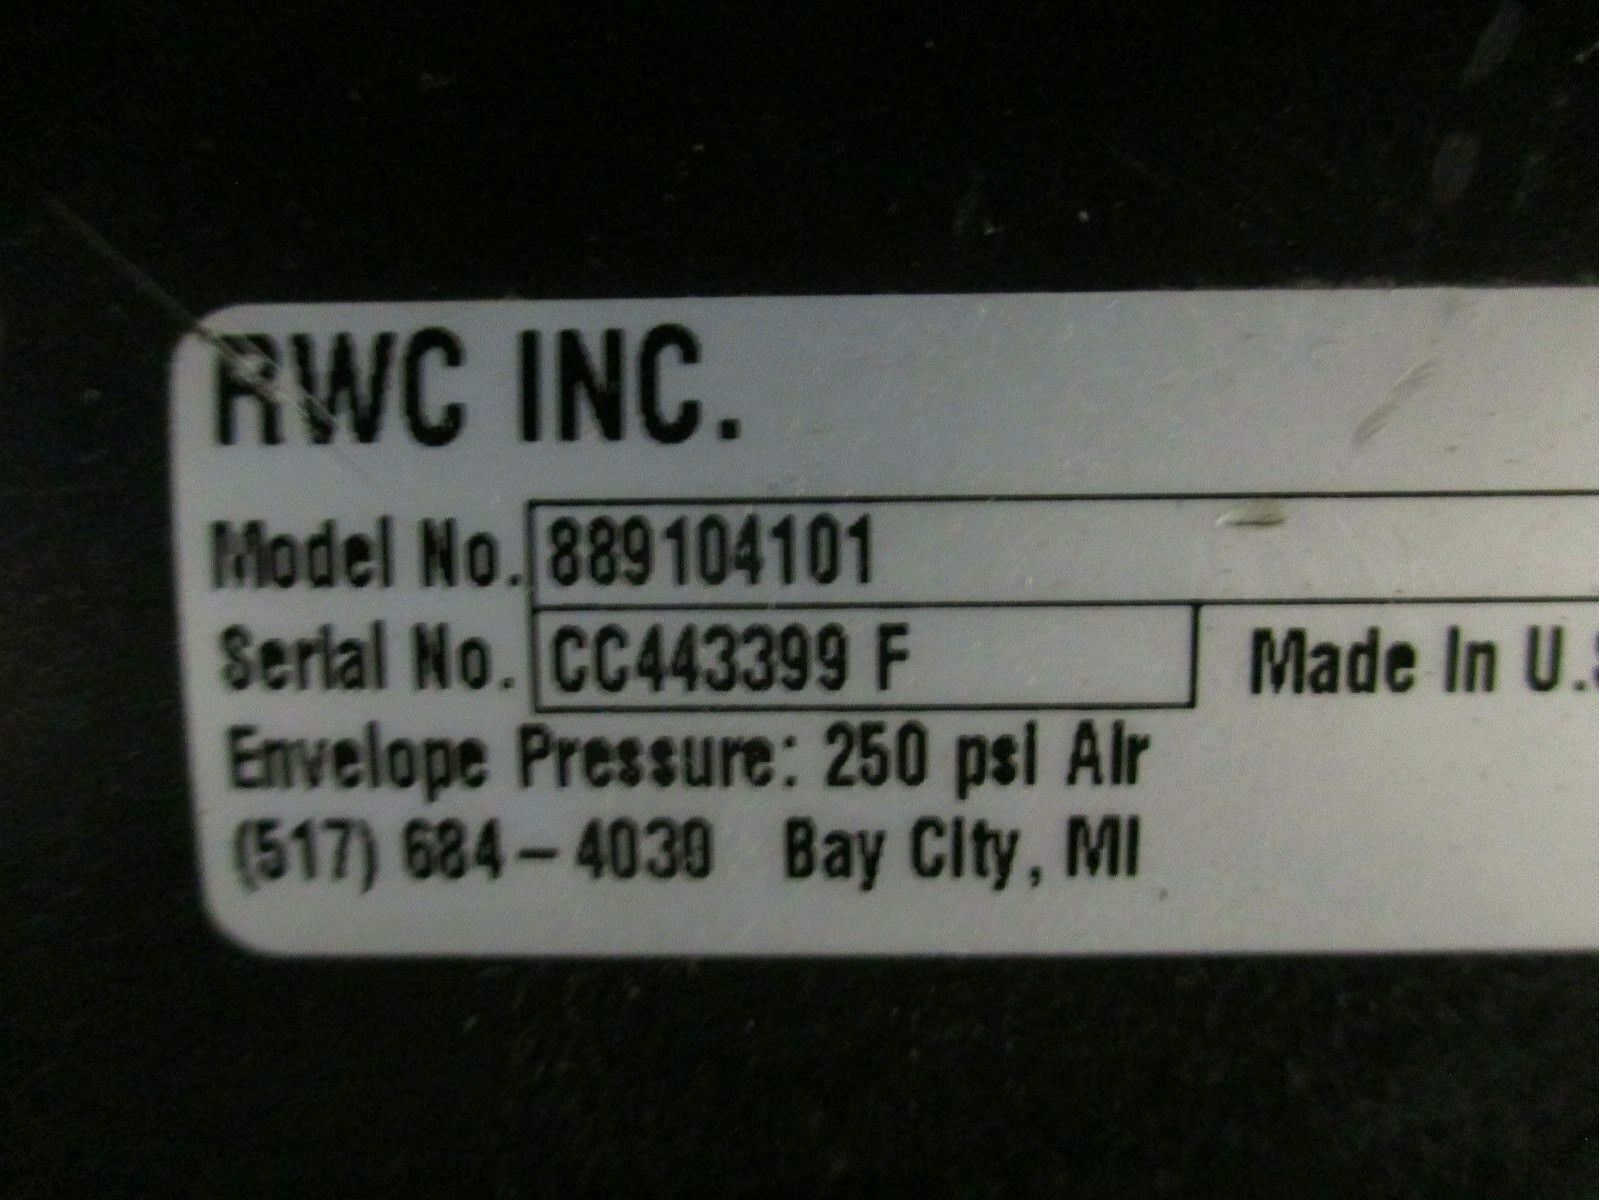 RWC INC.
Model No. 889104101
Serial No. CC443399 F Made In U.S
Envelope Pressure: 250 psi Air
(517) 684-4030 Bay City, MI